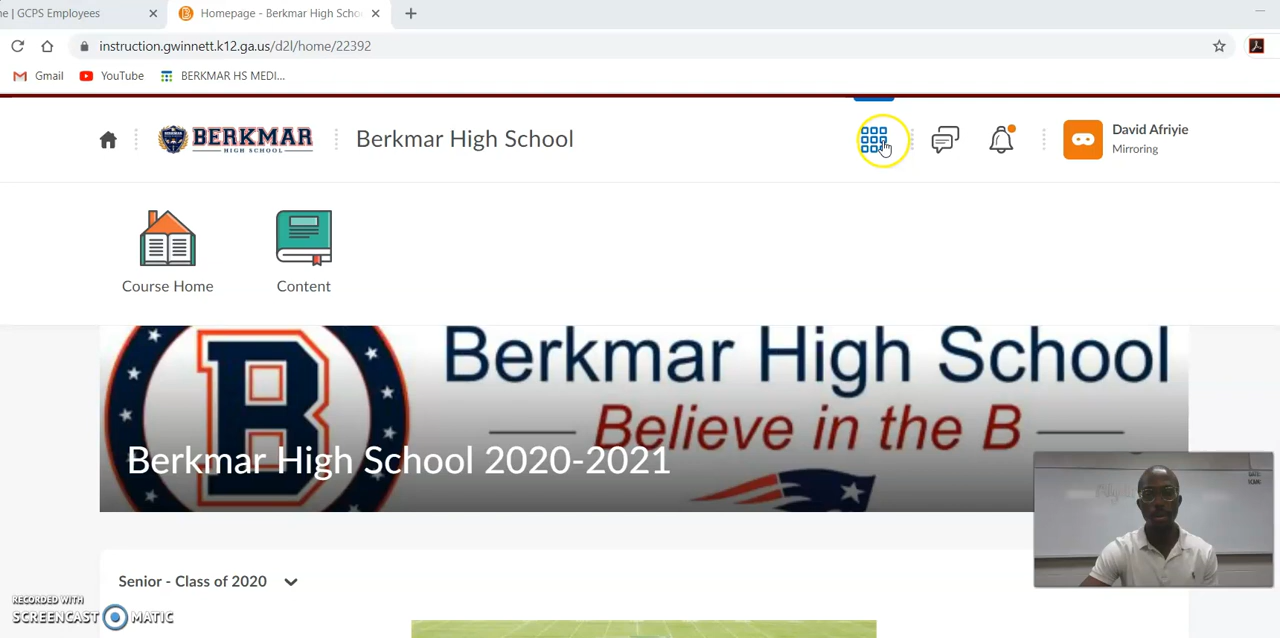 ne | GCPS Employees
Homepage - Berkmar High Scho
instruction.gwinnett.k12.ga.us/d2l/home/22392
Gmail
YouTube
BERKMAR HS MEDI...
BERKMAR
HIGH SCHOOL
Berkmar High School
David Afriyie
Mirroring
Course Home
Content
B
Berkmar High School
Believe in the B
Berkmar High School 2020-2021
Senior - Class of 2020
RECORDED WITH
SCREENCAST MATIC